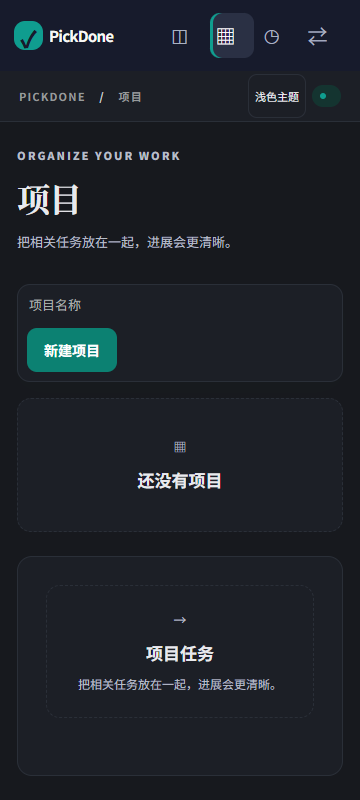 PickDone
PICKDONE / 项目
浅色主题
ORGANIZE YOUR WORK
项目
把相关任务放在一起，进展会更清晰。
项目名称
新建项目
还没有项目
→
项目任务
把相关任务放在一起，进展会更清晰。